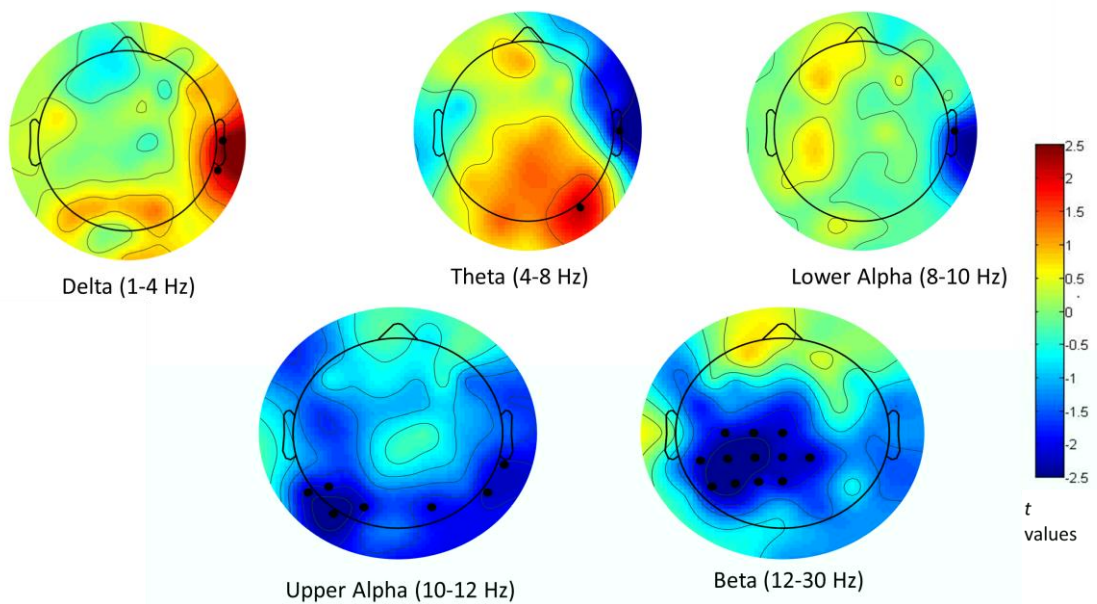 Delta (1-4 Hz)
Theta (4-8 Hz)
Lower Alpha (8-10 Hz)
2.5
2
1.5
1
0.5
0
-0.5
-1
-1.5
-2
-2.5
t
values
Upper Alpha (10-12 Hz)
Beta (12-30 Hz)